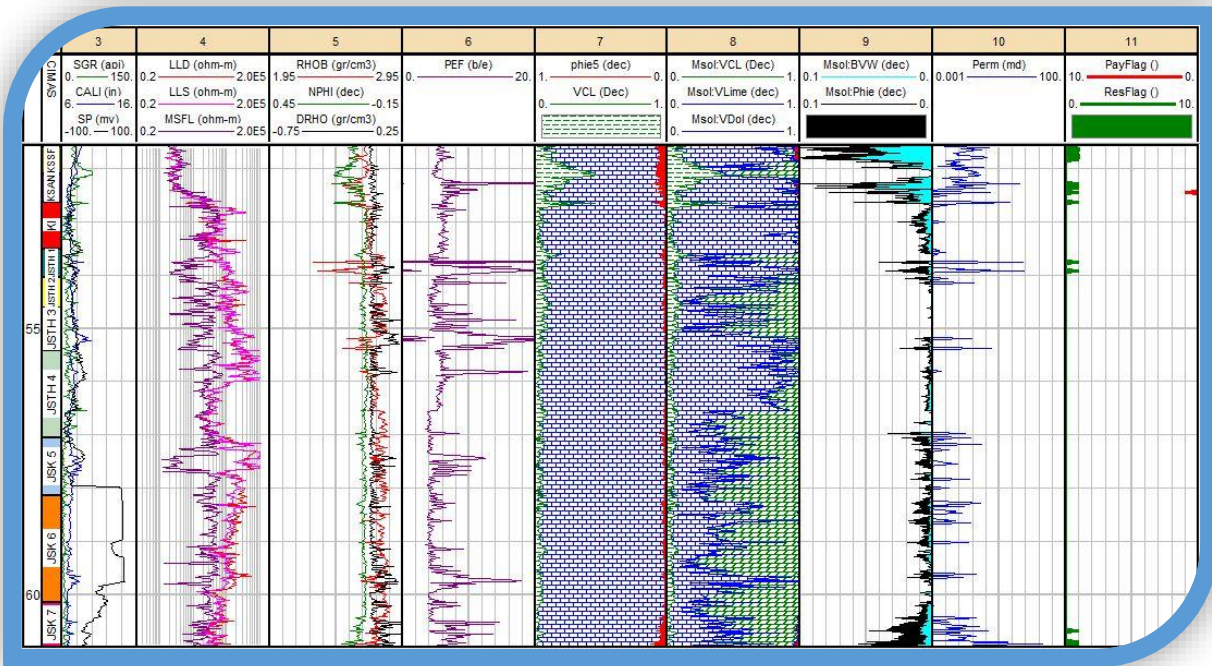 3 4 5 6 7 8 9 10 11
CIMAS
SGR (api)
0. 150.
CALI (in)
6. 16.
SP (mv)
-100. 100.
LLD (ohm-m)
0.2 2.0E5
LLS (ohm-m)
0.2 2.0E5
MSFL (ohm-m)
0.2 2.0E5
RHOB (gr/cm3)
1.95 2.95
NPHI (dec)
0.45 -0.15
DRHO (gr/cm3)
-0.75 0.25
PEF (b/e)
0. 20.
phie5 (dec)
1. 0.
VCL (Dec)
0. 1.
Msol:VCL (Dec)
0. 1.
Msol:VLime (dec)
0. 1.
Msol:VDol (dec)
0. 1.
Msol:BVW (dec)
0.1 0.
Msol:Phie (dec)
0.1 0.
Perm (md)
0.001 100.
PayFlag ()
10. 0.
ResFlag ()
0. 10.
KSSF
KSAN
KI
JSTH 1
JSTH 2
55
JSTH 3
JSTH 4
JSK 5
JSK 6
60
JSK 7